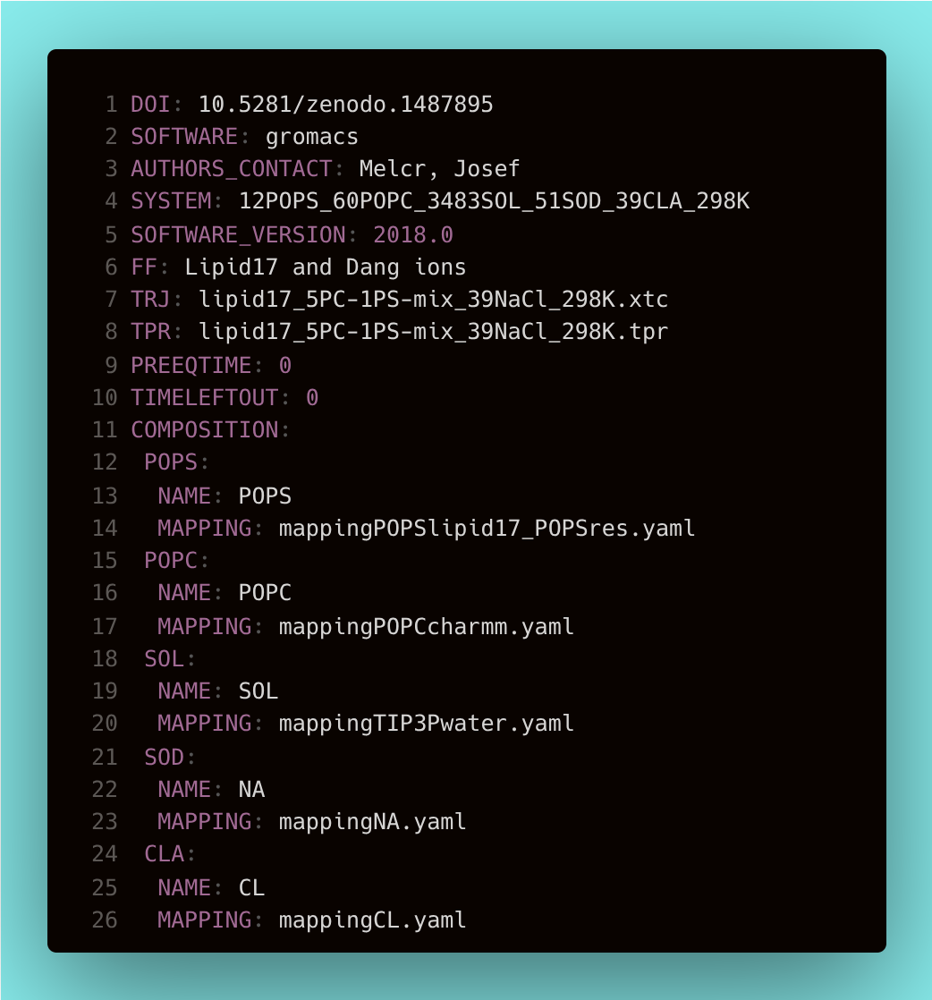 1 DOI: 10.5281/zenodo.1487895
2 SOFTWARE: gromacs
3 AUTHORS_CONTACT: Melcr, Josef
4 SYSTEM: 12POPS_60POPC_3483SOL_51SOD_39CLA_298K
5 SOFTWARE_VERSION: 2018.0
6 FF: Lipid17 and Dang ions
7 TRJ: lipid17_5PC-1PS-mix_39NaCl_298K.xtc
8 TPR: lipid17_5PC-1PS-mix_39NaCl_298K.tpr
9 PREEQTIME: 0
10 TIMELEFTOUT: 0
11 COMPOSITION:
12  POPS:
13   NAME: POPS
14   MAPPING: mappingPOPSlipid17_POPSres.yaml
15  POPC:
16   NAME: POPC
17   MAPPING: mappingPOPCcharmm.yaml
18  SOL:
19   NAME: SOL
20   MAPPING: mappingTIP3Pwater.yaml
21  SOD:
22   NAME: NA
23   MAPPING: mappingNA.yaml
24  CLA:
25   NAME: CL
26   MAPPING: mappingCL.yaml